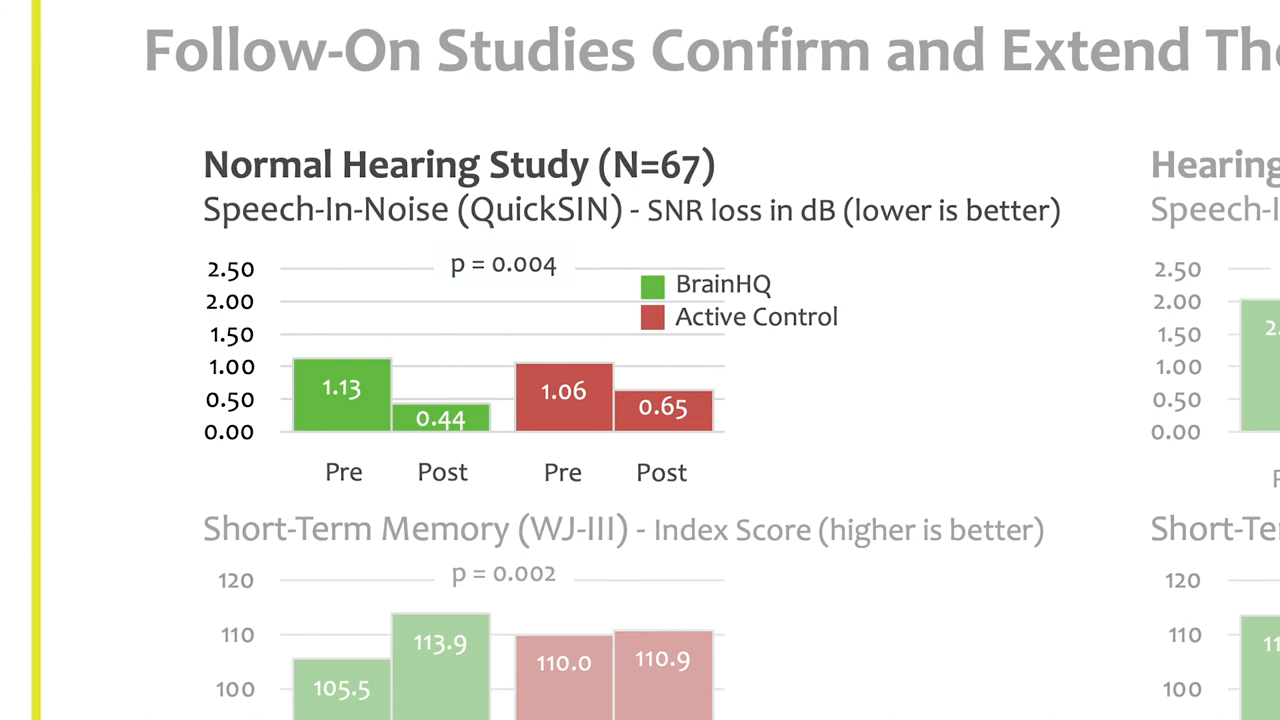 Follow-On Studies Confirm and Extend
Normal Hearing Study (N=67)
Speech-In-Noise (QuickSIN) - SNR loss in dB (lower is better)
p = 0.004
2.50
2.00
1.50
1.00
0.50
0.00
BrainHQ
Active Control
1.13
0.44
1.06
0.65
Pre
Post
Pre
Post
Short-Term Memory (WJ-III) - Index Score (higher is better)
p = 0.002
120
110
100
105.5
113.9
110.0
110.9
Hearing
2.50
2.00
1.50
1.00
0.50
0.00
120
110
100